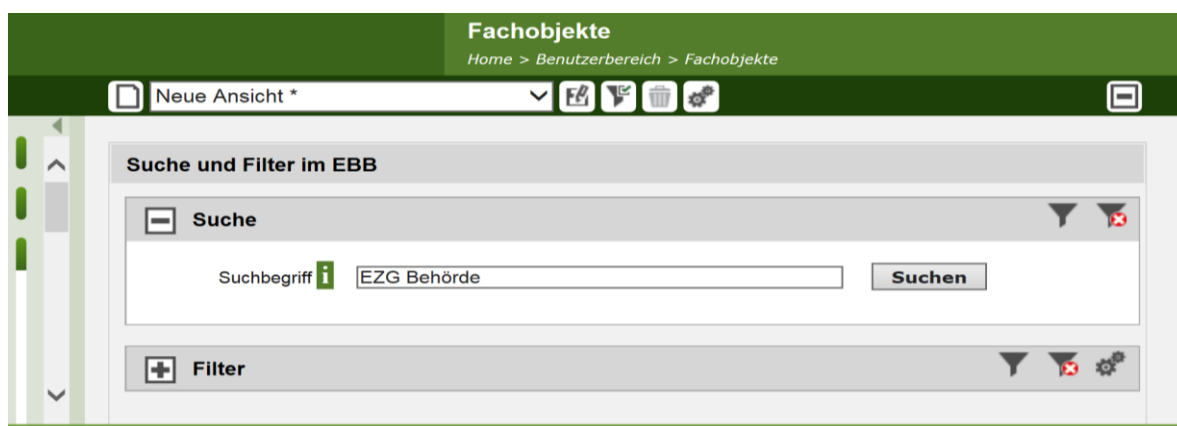 Fachobjekte
Home > Benutzerbereich > Fachobjekte
Neue Ansicht *
Suche und Filter im EBB
Suche
Suchbegriff i EZG Behörde Suchen
Filter